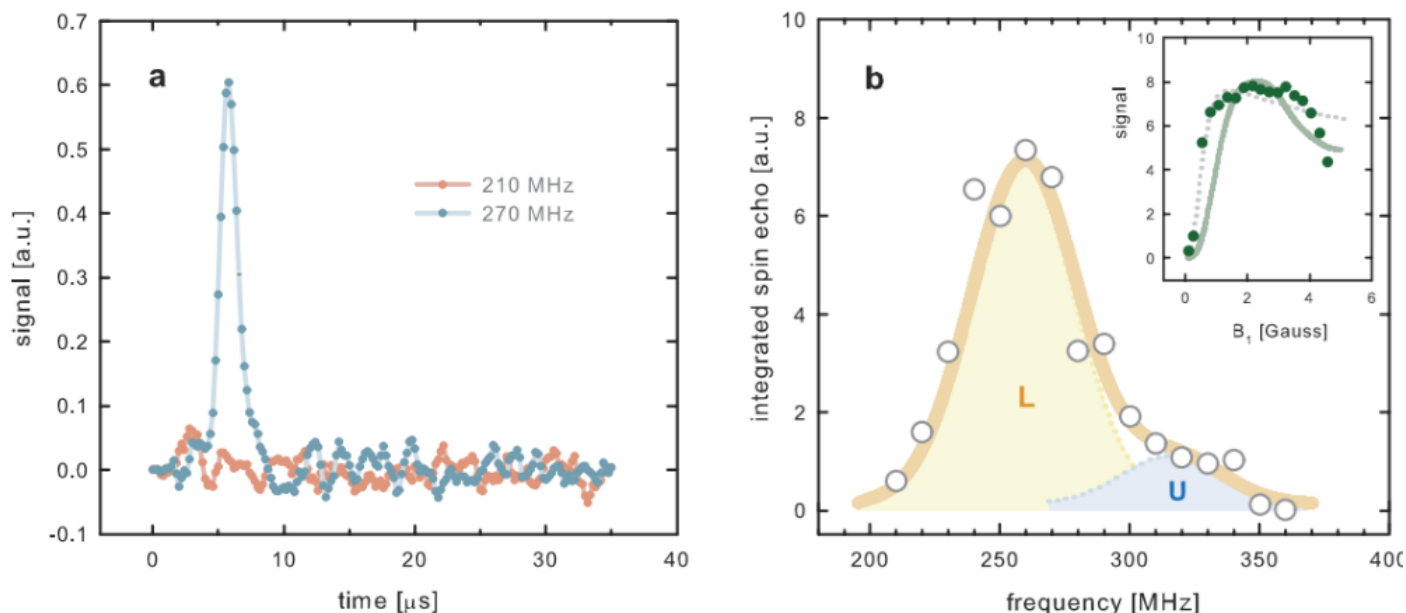 a
signal [a.u.]
0.7
0.6
0.5
0.4
0.3
0.2
0.1
0.0
-0.1
210 MHz
270 MHz
0 10 20 30 40
time [μs]
b
integrated spin echo [a.u.]
10
8
6
4
2
0
L
U
200 250 300 350 400
frequency [MHz]
signal
10
8
6
4
2
0
0 2 4 6
B₁ [Gauss]